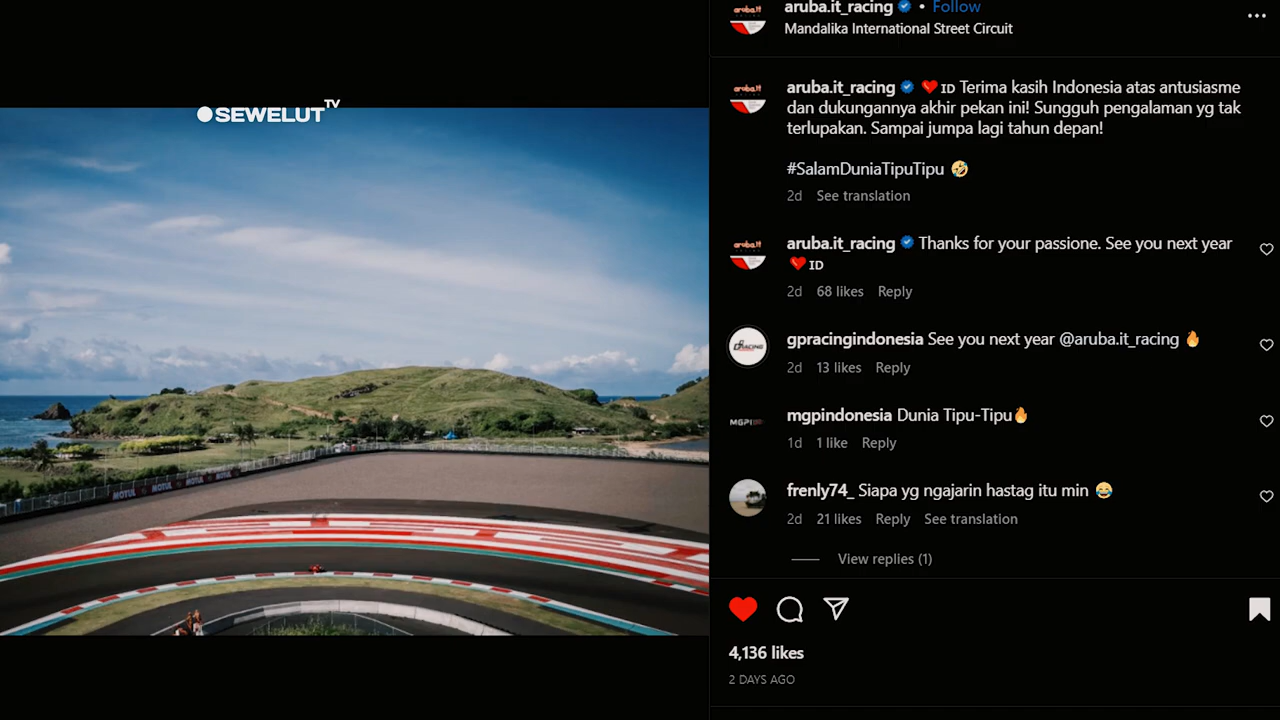 SEWELUT TV
aruba.it_racing • Follow
Mandalika International Street Circuit
aruba.it_racing ❤️ ID Terima kasih Indonesia atas antusiasme
dan dukungannya akhir pekan ini! Sungguh pengalaman yg tak
terlupakan. Sampai jumpa lagi tahun depan!
#SalamDuniaTipuTipu 🤣
2d See translation
aruba.it_racing Thanks for your passione. See you next year
❤️ ID
2d 68 likes Reply
gpracingindonesia See you next year @aruba.it_racing 🔥
2d 13 likes Reply
mgpindonesia Dunia Tipu-Tipu🔥
1d 1 like Reply
frenly74_ Siapa yg ngajarin hastag itu min 😂
2d 21 likes Reply See translation
View replies (1)
4,136 likes
2 DAYS AGO
MOTUL MOTUL MOTUL MOTUL